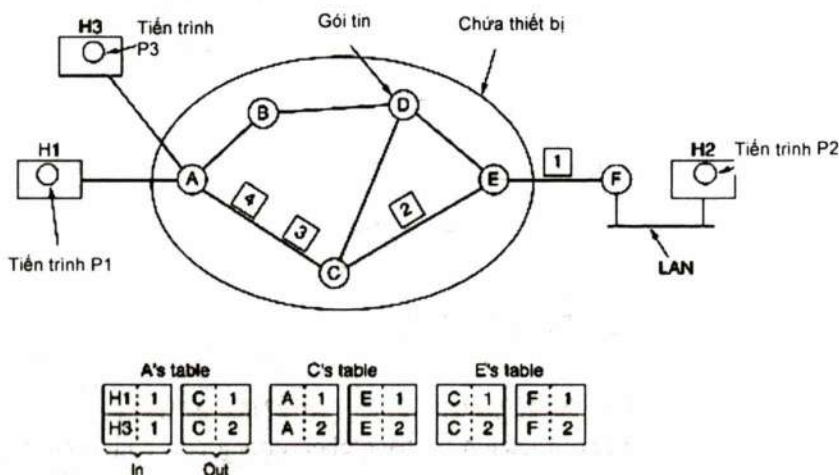 H3
Tiến trình
P3
Gói tin
Chứa thiết bị
B
D
H1
A
E
1
F
H2
Tiến trình P2
4
3
2
C
Tiến trình P1
LAN
A's table
C's table
E's table
H1 1 C 1 A 1 E 1 C 1 F 1
H3 1 C 2 A 2 E 2 C 2 F 2
In
Out